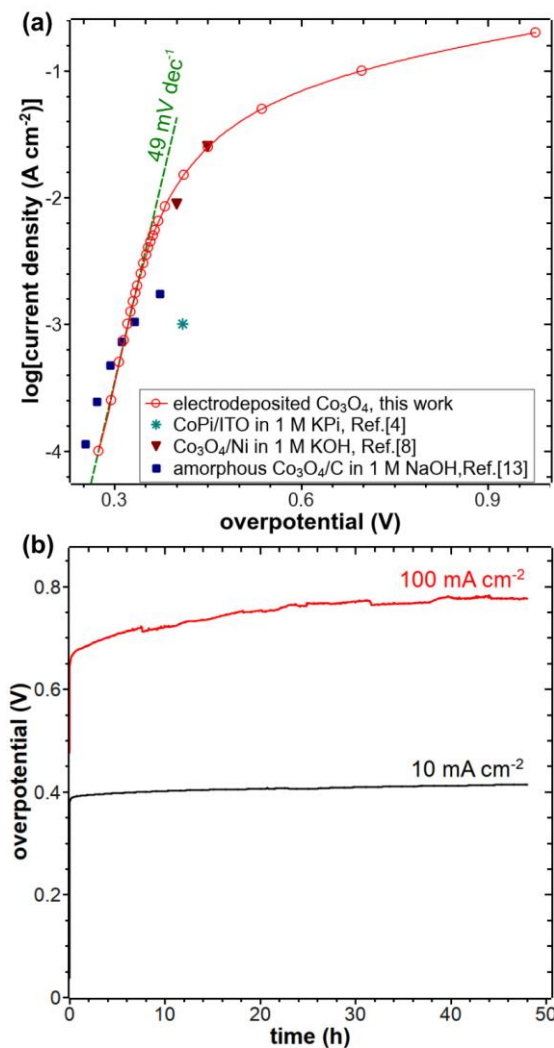 (a)
49 mV dec⁻¹
log[current density (A cm⁻²)]
-1
-2
-3
-4
electrodeposited Co₃O₄, this work
CoPi/ITO in 1 M KPi, Ref.[4]
Co₃O₄/Ni in 1 M KOH, Ref.[8]
amorphous Co₃O₄/C in 1 M NaOH,Ref.[13]
0.3 0.6 0.9
overpotential (V)
(b)
100 mA cm⁻²
10 mA cm⁻²
overpotential (V)
0.8
0.6
0.4
0.2
0
0 10 20 30 40 50
time (h)